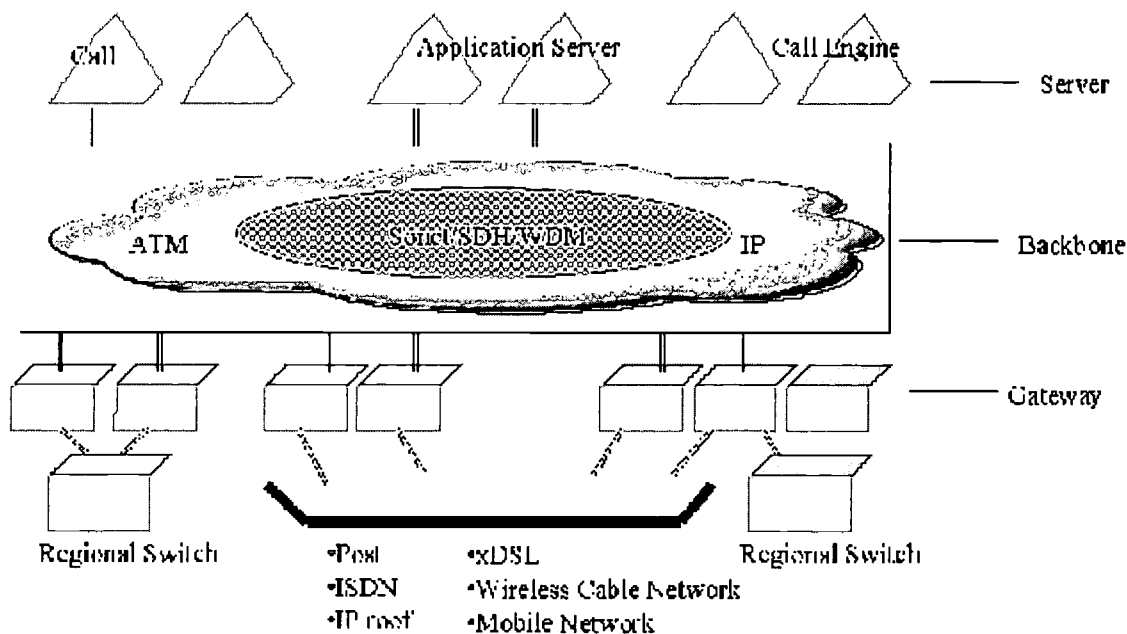 Call
Application Server
Call Engine
Server
ATM
Sonet/SDH/WDM
IP
Backbone
Gateway
Regional Switch
•Post
•ISDN
•IP
•xDSL
•Wireless Cable Network
•Mobile Network
Regional Switch